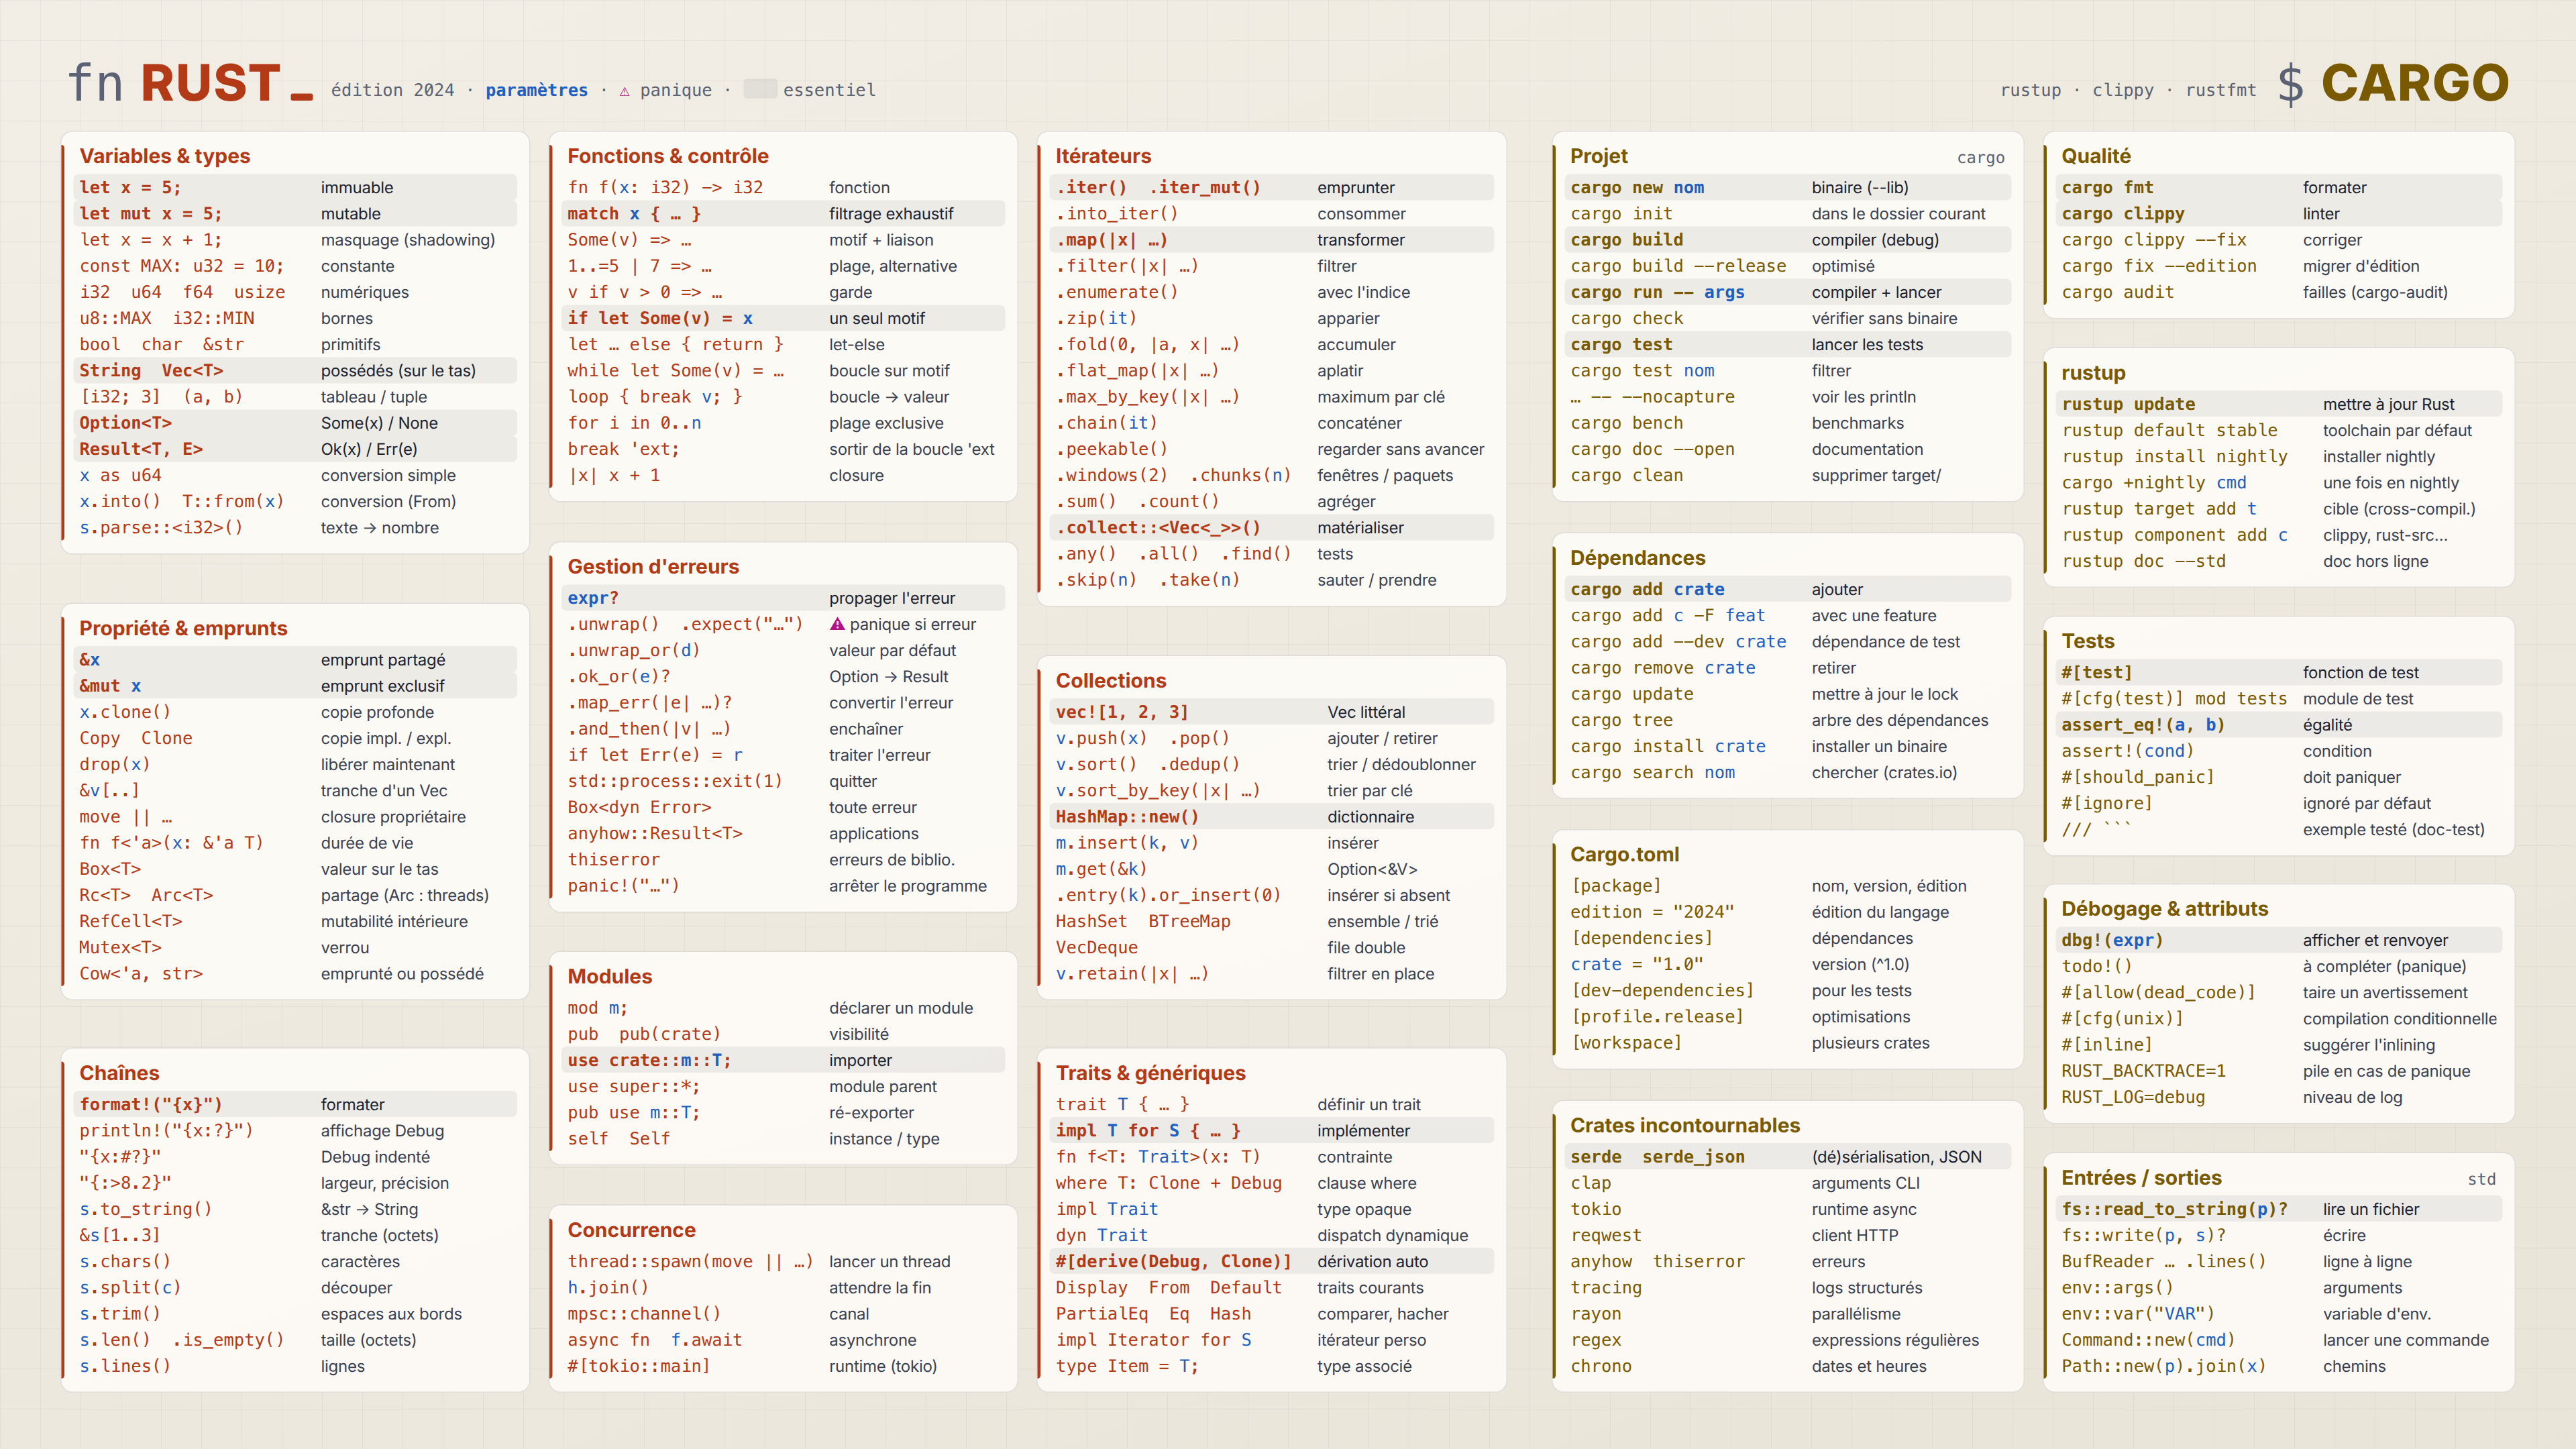 fn RUST_ édition 2024 · paramètres · ⚠ panique · essentiel
rustup · clippy · rustfmt $ CARGO
Variables & types
let x = 5; immuable
let mut x = 5; mutable
let x = x + 1; masquage (shadowing)
const MAX: u32 = 10; constante
i32 u64 f64 usize numériques
u8::MAX i32::MIN bornes
bool char &str primitifs
String Vec<T> possédés (sur le tas)
[i32; 3] (a, b) tableau / tuple
Option<T> Some(x) / None
Result<T, E> Ok(x) / Err(e)
x as u64 conversion simple
x.into() T::from(x) conversion (From)
s.parse::<i32>() texte → nombre
Propriété & emprunts
&x emprunt partagé
&mut x emprunt exclusif
x.clone() copie profonde
Copy Clone copie impl. / expl.
drop(x) libérer maintenant
&v[..] tranche d'un Vec
move || … closure propriétaire
fn f<'a>(x: &'a T) durée de vie
Box<T> valeur sur le tas
Rc<T> Arc<T> partage (Arc : threads)
RefCell<T> mutabilité intérieure
Mutex<T> verrou
Cow<'a, str> emprunté ou possédé
Chaînes
format!("{x}") formater
println!("{x:?}") affichage Debug
"{x:#?}" Debug indenté
"{:>8.2}" largeur, précision
s.to_string() &str → String
&s[1..3] tranche (octets)
s.chars() caractères
s.split(c) découper
s.trim() espaces aux bords
s.len() .is_empty() taille (octets)
s.lines() lignes
Fonctions & contrôle
fn f(x: i32) -> i32 fonction
match x { … } filtrage exhaustif
Some(v) => … motif + liaison
1..=5 | 7 => … plage, alternative
v if v > 0 => … garde
if let Some(v) = x un seul motif
let … else { return } let-else
while let Some(v) = … boucle sur motif
loop { break v; } boucle → valeur
for i in 0..n plage exclusive
break 'ext; sortir de la boucle 'ext
|x| x + 1 closure
Gestion d'erreurs
expr? propager l'erreur
.unwrap() .expect("…") ⚠ panique si erreur
.unwrap_or(d) valeur par défaut
.ok_or(e)? Option → Result
.map_err(|e| …)? convertir l'erreur
.and_then(|v| …) enchaîner
if let Err(e) = r traiter l'erreur
std::process::exit(1) quitter
Box<dyn Error> toute erreur
anyhow::Result<T> applications
thiserror erreurs de biblio.
panic!("…") arrêter le programme
Modules
mod m; déclarer un module
pub pub(crate) visibilité
use crate::m::T; importer
use super::*; module parent
pub use m::T; ré-exporter
self Self instance / type
Concurrence
thread::spawn(move || …) lancer un thread
h.join() attendre la fin
mpsc::channel() canal
async fn f.await asynchrone
#[tokio::main] runtime (tokio)
Itérateurs
.iter() .iter_mut() emprunter
.into_iter() consommer
.map(|x| …) transformer
.filter(|x| …) filtrer
.enumerate() avec l'indice
.zip(it) apparier
.fold(0, |a, x| …) accumuler
.flat_map(|x| …) aplatir
.max_by_key(|x| …) maximum par clé
.chain(it) concaténer
.peekable() regarder sans avancer
.windows(2) .chunks(n) fenêtres / paquets
.sum() .count() agréger
.collect::<Vec<_>>() matérialiser
.any() .all() .find() tests
.skip(n) .take(n) sauter / prendre
Collections
vec![1, 2, 3] Vec littéral
v.push(x) .pop() ajouter / retirer
v.sort() .dedup() trier / dédoublonner
v.sort_by_key(|x| …) trier par clé
HashMap::new() dictionnaire
m.insert(k, v) insérer
m.get(&k) Option<&V>
.entry(k).or_insert(0) insérer si absent
HashSet BTreeMap ensemble / trié
VecDeque file double
v.retain(|x| …) filtrer en place
Traits & génériques
trait T { … } définir un trait
impl T for S { … } implémenter
fn f<T: Trait>(x: T) contrainte
where T: Clone + Debug clause where
impl Trait type opaque
dyn Trait dispatch dynamique
#[derive(Debug, Clone)] dérivation auto
Display From Default traits courants
PartialEq Eq Hash comparer, hacher
impl Iterator for S itérateur perso
type Item = T; type associé
Projet cargo
cargo new nom binaire (--lib)
cargo init dans le dossier courant
cargo build compiler (debug)
cargo build --release optimisé
cargo run -- args compiler + lancer
cargo check vérifier sans binaire
cargo test lancer les tests
cargo test nom filtrer
… -- --nocapture voir les println
cargo bench benchmarks
cargo doc --open documentation
cargo clean supprimer target/
Dépendances
cargo add crate ajouter
cargo add c -F feat avec une feature
cargo add --dev crate dépendance de test
cargo remove crate retirer
cargo update mettre à jour le lock
cargo tree arbre des dépendances
cargo install crate installer un binaire
cargo search nom chercher (crates.io)
Cargo.toml
[package] nom, version, édition
edition = "2024" édition du langage
[dependencies] dépendances
crate = "1.0" version (^1.0)
[dev-dependencies] pour les tests
[profile.release] optimisations
[workspace] plusieurs crates
Crates incontournables
serde serde_json (dé)sérialisation, JSON
clap arguments CLI
tokio runtime async
reqwest client HTTP
anyhow thiserror erreurs
tracing logs structurés
rayon parallélisme
regex expressions régulières
chrono dates et heures
Qualité
cargo fmt formater
cargo clippy linter
cargo clippy --fix corriger
cargo fix --edition migrer d'édition
cargo audit failles (cargo-audit)
rustup
rustup update mettre à jour Rust
rustup default stable toolchain par défaut
rustup install nightly installer nightly
cargo +nightly cmd une fois en nightly
rustup target add t cible (cross-compil.)
rustup component add c clippy, rust-src…
rustup doc --std doc hors ligne
Tests
#[test] fonction de test
#[cfg(test)] mod tests module de test
assert_eq!(a, b) égalité
assert!(cond) condition
#[should_panic] doit paniquer
#[ignore] ignoré par défaut
/// ``` exemple testé (doc-test)
Débogage & attributs
dbg!(expr) afficher et renvoyer
todo!() à compléter (panique)
#[allow(dead_code)] taire un avertissement
#[cfg(unix)] compilation conditionnelle
#[inline] suggérer l'inlining
RUST_BACKTRACE=1 pile en cas de panique
RUST_LOG=debug niveau de log
Entrées / sorties std
fs::read_to_string(p)? lire un fichier
fs::write(p, s)? écrire
BufReader … .lines() ligne à ligne
env::args() arguments
env::var("VAR") variable d'env.
Command::new(cmd) lancer une commande
Path::new(p).join(x) chemins